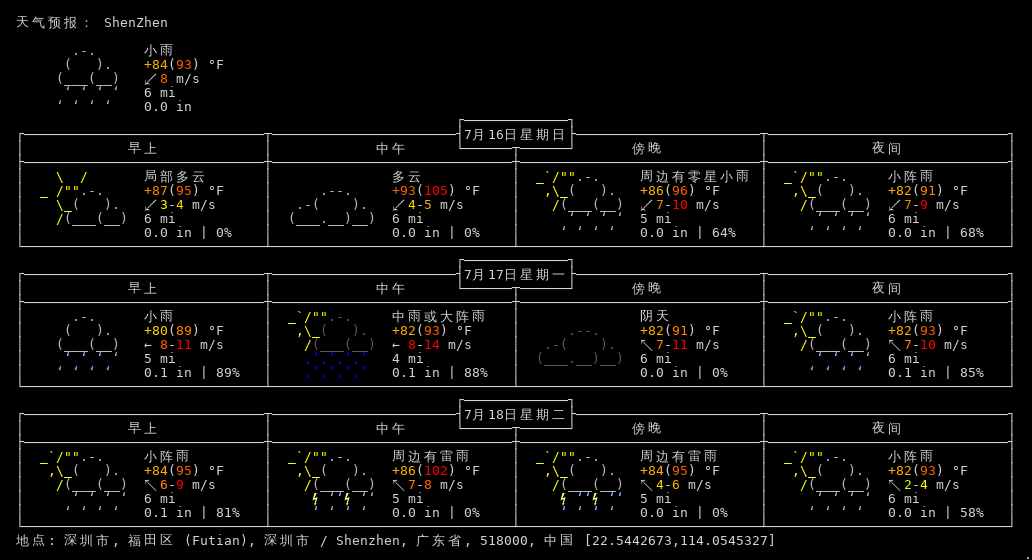 天气预报： ShenZhen
小雨
+84(93) °F
↙ 8 m/s
6 mi
0.0 in
7月16日星期日
早上 中午 傍晚 夜间
局部多云 多云 周边有零星小雨 小阵雨
+87(95) °F +93(105) °F +86(96) °F +82(91) °F
↙ 3-4 m/s ↙ 4-5 m/s ↙ 7-10 m/s ↙ 7-9 m/s
6 mi 6 mi 5 mi 6 mi
0.0 in | 0% 0.0 in | 0% 0.0 in | 64% 0.0 in | 68%
7月17日星期一
早上 中午 傍晚 夜间
小雨 中雨或大阵雨 阴天 小阵雨
+80(89) °F +82(93) °F +82(91) °F +82(93) °F
← 8-11 m/s ← 8-14 m/s ↖ 7-11 m/s ↖ 7-10 m/s
5 mi 4 mi 6 mi 6 mi
0.1 in | 89% 0.1 in | 88% 0.0 in | 0% 0.1 in | 85%
7月18日星期二
早上 中午 傍晚 夜间
小阵雨 周边有雷雨 周边有雷雨 小阵雨
+84(95) °F +86(102) °F +84(95) °F +82(93) °F
↖ 6-9 m/s ↖ 7-8 m/s ↖ 4-6 m/s ↖ 2-4 m/s
6 mi 5 mi 5 mi 6 mi
0.1 in | 81% 0.0 in | 0% 0.0 in | 0% 0.0 in | 58%
地点: 深圳市, 福田区 (Futian), 深圳市 / Shenzhen, 广东省, 518000, 中国 [22.5442673,114.0545327]